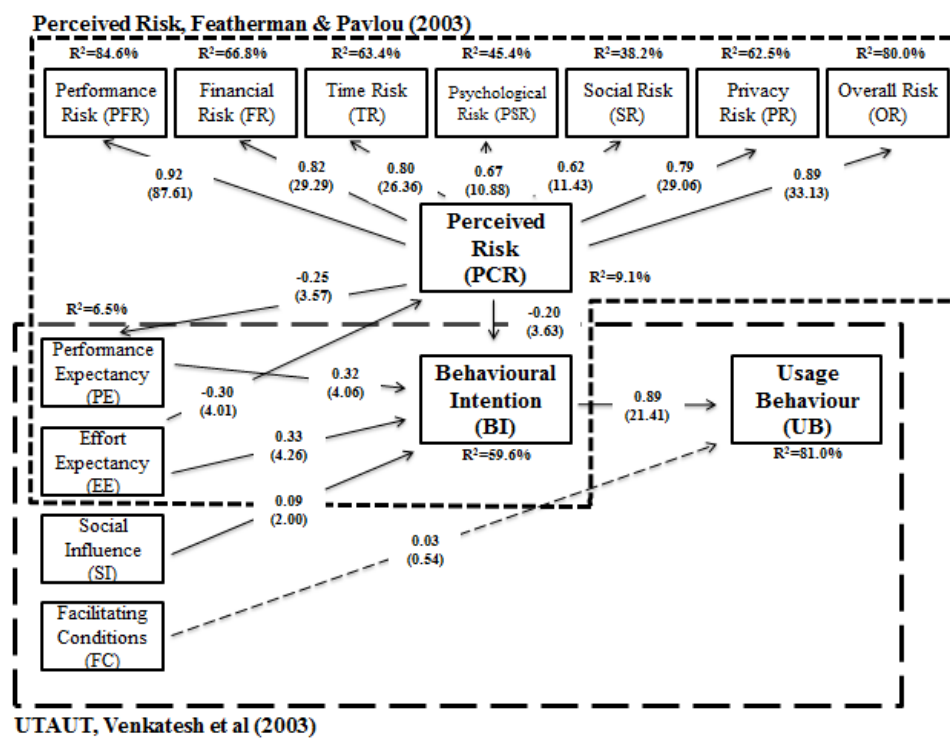 Perceived Risk, Featherman & Pavlou (2003)
R²=84.6%
R²=66.8%
R²=63.4%
R²=45.4%
R²=38.2%
R²=62.5%
R²=80.0%
Performance
Risk (PFR)
Financial
Risk (FR)
Time Risk
(TR)
Psychological
Risk (PSR)
Social Risk
(SR)
Privacy
Risk (PR)
Overall Risk
(OR)
0.92
(87.61)
0.82
(29.29)
0.80
(26.36)
0.67
(10.88)
0.62
(11.43)
0.79
(29.06)
0.89
(33.13)
Perceived
Risk
(PCR)
R²=9.1%
-0.25
(3.57)
R²=6.5%
-0.20
(3.63)
Performance
Expectancy
(PE)
0.32
(4.06)
-0.30
(4.01)
Behavioural
Intention
(BI)
R²=59.6%
0.89
(21.41)
Usage
Behaviour
(UB)
R²=81.0%
Effort
Expectancy
(EE)
0.33
(4.26)
0.09
(2.00)
Social
Influence
(SI)
0.03
(0.54)
Facilitating
Conditions
(FC)
UTAUT, Venkatesh et al (2003)